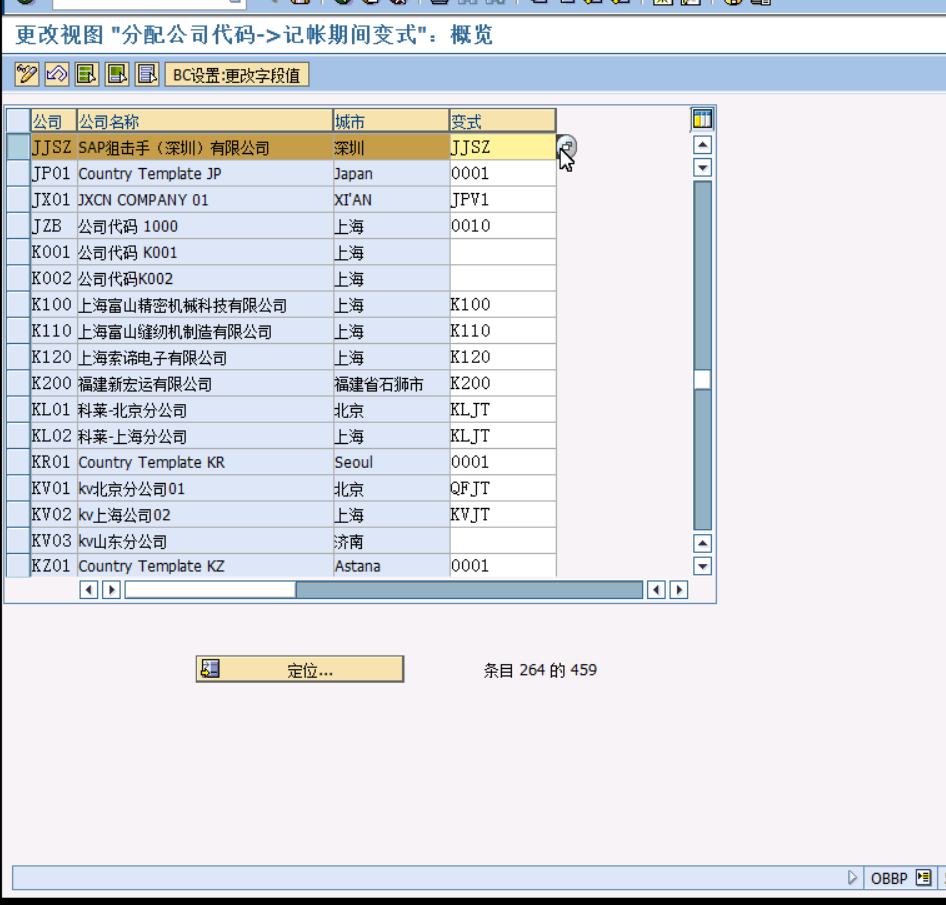 更改视图 "分配公司代码->记帐期间变式": 概览
BC设置:更改字段值
公司 公司名称 城市 变式
JJSZ SAP狙击手（深圳）有限公司 深圳 JJSZ
JP01 Country Template JP Japan 0001
JX01 JXCN COMPANY 01 XI'AN JPV1
JZB 公司代码 1000 上海 0010
K001 公司代码 K001 上海
K002 公司代码K002 上海
K100 上海富山精密机械科技有限公司 上海 K100
K110 上海富山缝纫机制造有限公司 上海 K110
K120 上海索谛电子有限公司 上海 K120
K200 福建新宏运有限公司 福建省石狮市 K200
KL01 科莱-北京分公司 北京 KLJT
KL02 科莱-上海分公司 上海 KLJT
KR01 Country Template KR Seoul 0001
KV01 kv北京分公司01 北京 QFJT
KV02 kv上海公司02 上海 KVJT
KV03 kv山东分公司 济南
KZ01 Country Template KZ Astana 0001
定位... 条目 264 的 459
OBBP